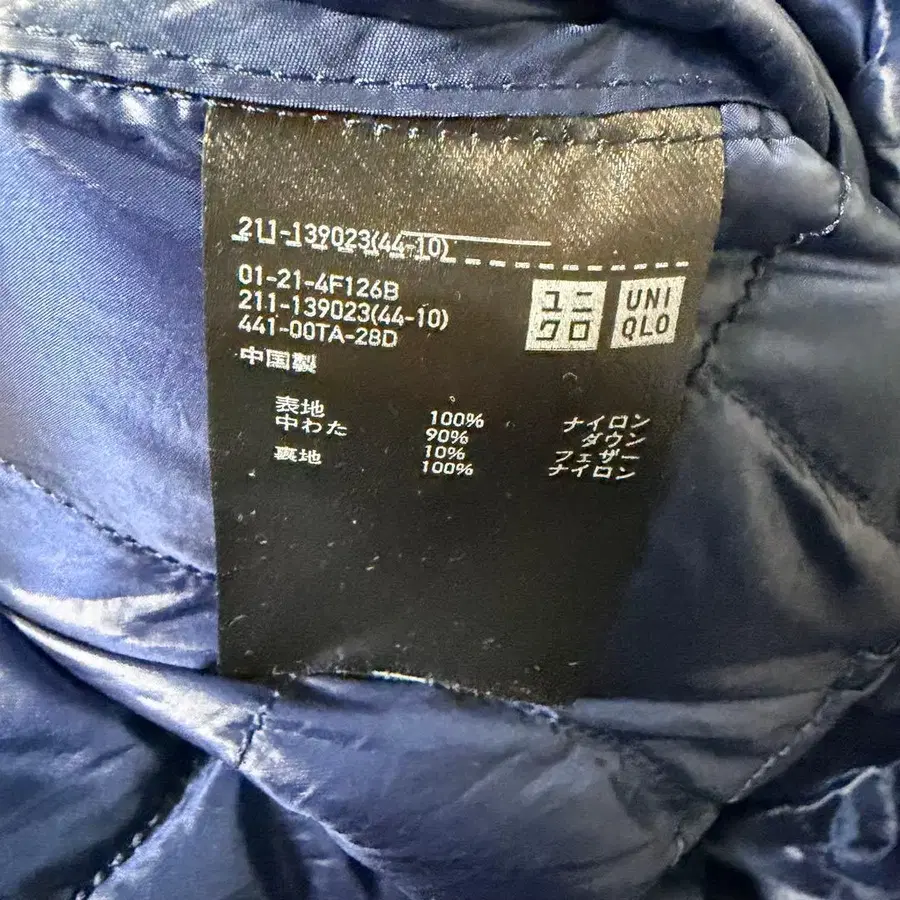 211-139023(44-10)
01-21-4F126B
211-139023(44-10)
441-00TA-28D
中国製
ユニ
クロ
UNI
QLO
表地 100% ナイロン
中わた 90% ダウン
10% フェザー
裏地 100% ナイロン